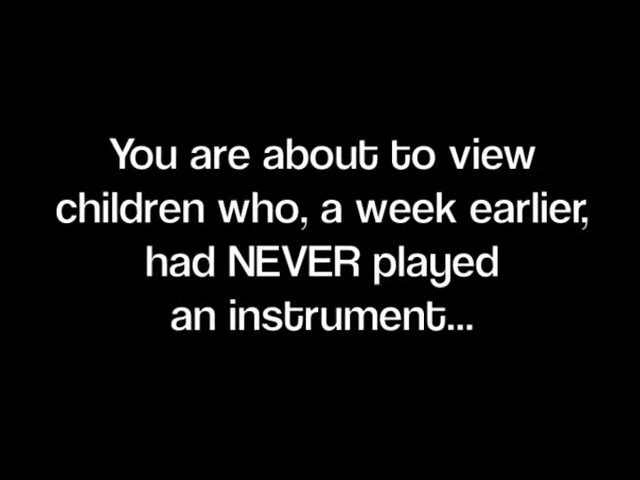 You are about to view
children who, a week earlier,
had NEVER played
an instrument...